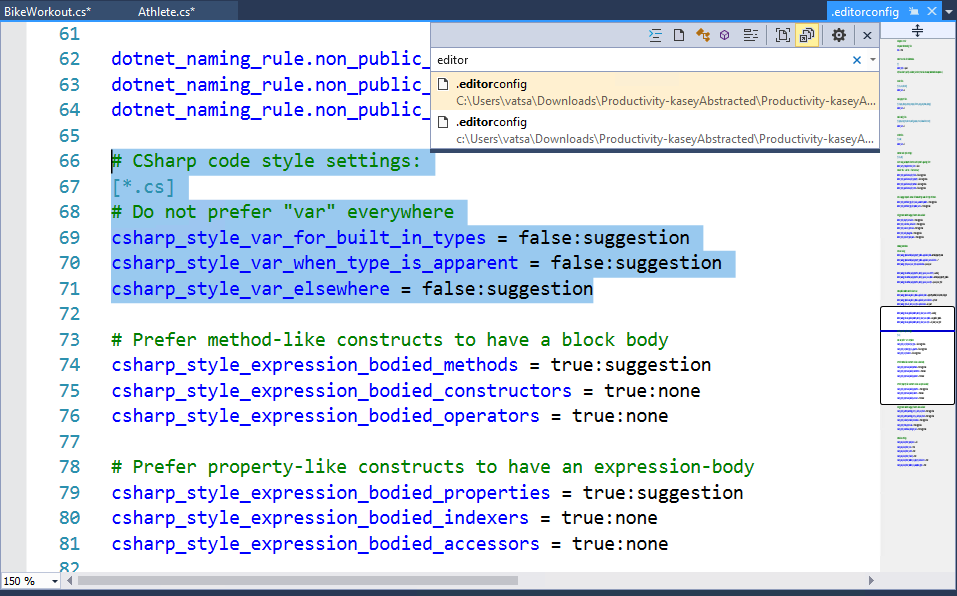 BikeWorkout.cs*
Athlete.cs*
.editorconfig
editor
.editorconfig
C:\Users\vatsa\Downloads\Productivity-kaseyAbstracted\Productivity-kaseyA...
.editorconfig
c:\Users\vatsa\Downloads\Productivity-kaseyAbstracted\Productivity-kaseyA...
61
62 dotnet_naming_rule.non_public_
63 dotnet_naming_rule.non_public_
64 dotnet_naming_rule.non_public_
65
66 # CSharp code style settings:
67 [*.cs]
68 # Do not prefer "var" everywhere
69 csharp_style_var_for_built_in_types = false:suggestion
70 csharp_style_var_when_type_is_apparent = false:suggestion
71 csharp_style_var_elsewhere = false:suggestion
72
73 # Prefer method-like constructs to have a block body
74 csharp_style_expression_bodied_methods = true:suggestion
75 csharp_style_expression_bodied_constructors = true:none
76 csharp_style_expression_bodied_operators = true:none
77
78 # Prefer property-like constructs to have an expression-body
79 csharp_style_expression_bodied_properties = true:suggestion
80 csharp_style_expression_bodied_indexers = true:none
81 csharp_style_expression_bodied_accessors = true:none
82
150 %